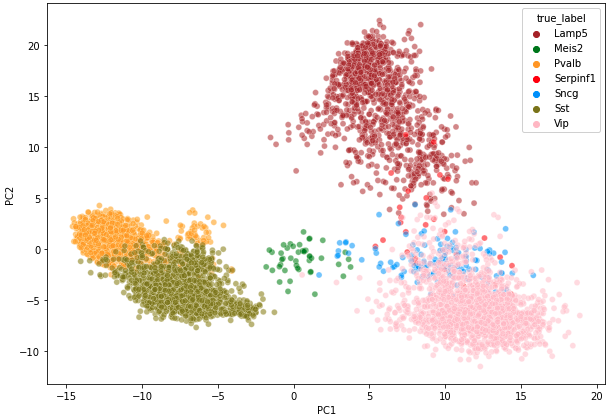 true_label
Lamp5
Meis2
Pvalb
Serpinf1
Sncg
Sst
Vip
PC2
20
15
10
5
0
−5
−10
−15 −10 −5 0 5 10 15 20
PC1